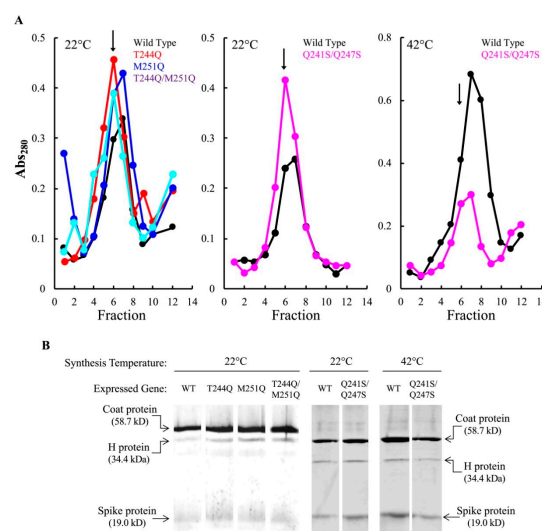 A
22°C
Wild Type
T244Q
M251Q
T244Q/M251Q
22°C
Wild Type
Q241S/Q247S
42°C
Wild Type
Q241S/Q247S
Abs280
0.5
0.4
0.3
0.2
0.1
0
0.5
0.4
0.3
0.2
0.1
0
0.8
0.6
0.4
0.2
0
0 2 4 6 8 10 12 14
0 2 4 6 8 10 12 14
0 2 4 6 8 10 12 14
Fraction
Fraction
Fraction
B
Synthesis Temperature:
22°C
22°C
42°C
Expressed Gene:
WT
T244Q
M251Q
T244Q/
M251Q
WT
Q241S/
Q247S
WT
Q241S/
Q247S
Coat protein
(58.7 kD)
H protein
(34.4 kDa)
Spike protein
(19.0 kD)
Coat protein
(58.7 kD)
H protein
(34.4 kDa)
Spike protein
(19.0 kD)